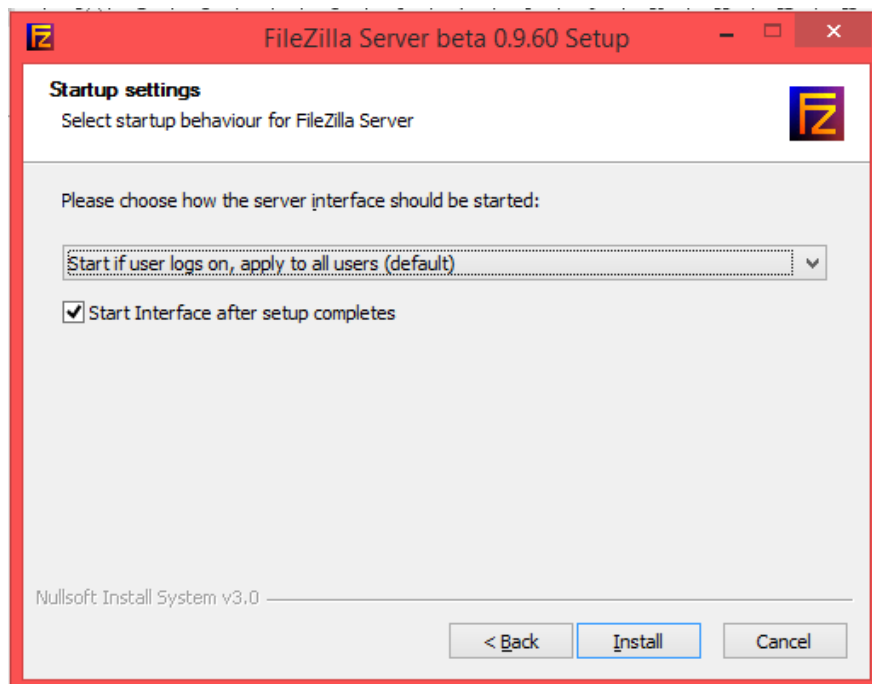 FileZilla Server beta 0.9.60 Setup
Startup settings
Select startup behaviour for FileZilla Server
Please choose how the server interface should be started:
Start if user logs on, apply to all users (default)
Start Interface after setup completes
Nullsoft Install System v3.0
< Back Install Cancel